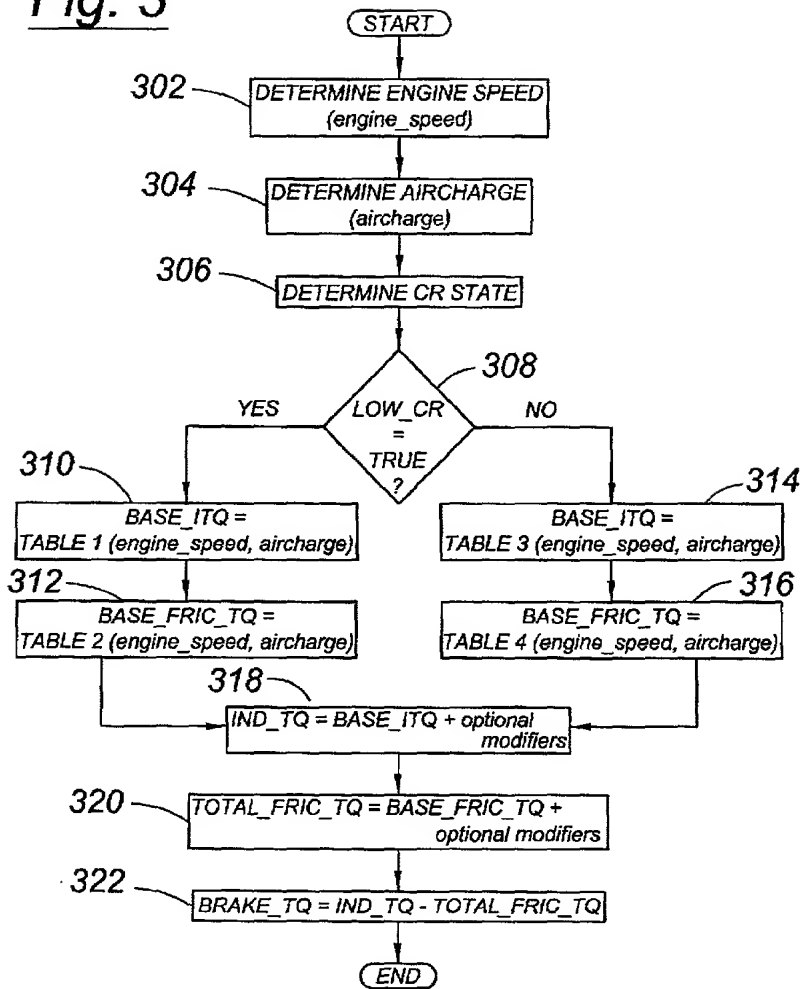 Fig. 3
START
302
DETERMINE ENGINE SPEED
(engine_speed)
304
DETERMINE AIRCHARGE
(aircharge)
306
DETERMINE CR STATE
308
LOW_CR
=
TRUE
?
YES
NO
310
BASE_ITQ =
TABLE 1 (engine_speed, aircharge)
314
BASE_ITQ =
TABLE 3 (engine_speed, aircharge)
312
BASE_FRIC_TQ =
TABLE 2 (engine_speed, aircharge)
316
BASE_FRIC_TQ =
TABLE 4 (engine_speed, aircharge)
318
IND_TQ = BASE_ITQ + optional
modifiers
320
TOTAL_FRIC_TQ = BASE_FRIC_TQ +
optional modifiers
322
BRAKE_TQ = IND_TQ - TOTAL_FRIC_TQ
END